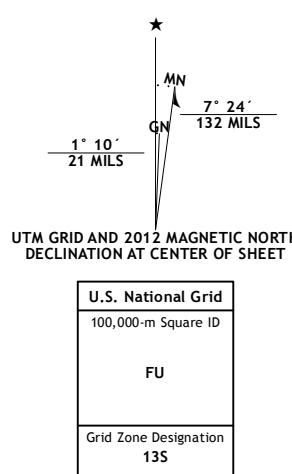 ★
MN
7° 24´
132 MILS
GN
1° 10´
21 MILS
UTM GRID AND 2012 MAGNETIC NORTH
DECLINATION AT CENTER OF SHEET
U.S. National Grid
100,000-m Square ID
FU
Grid Zone Designation
13S